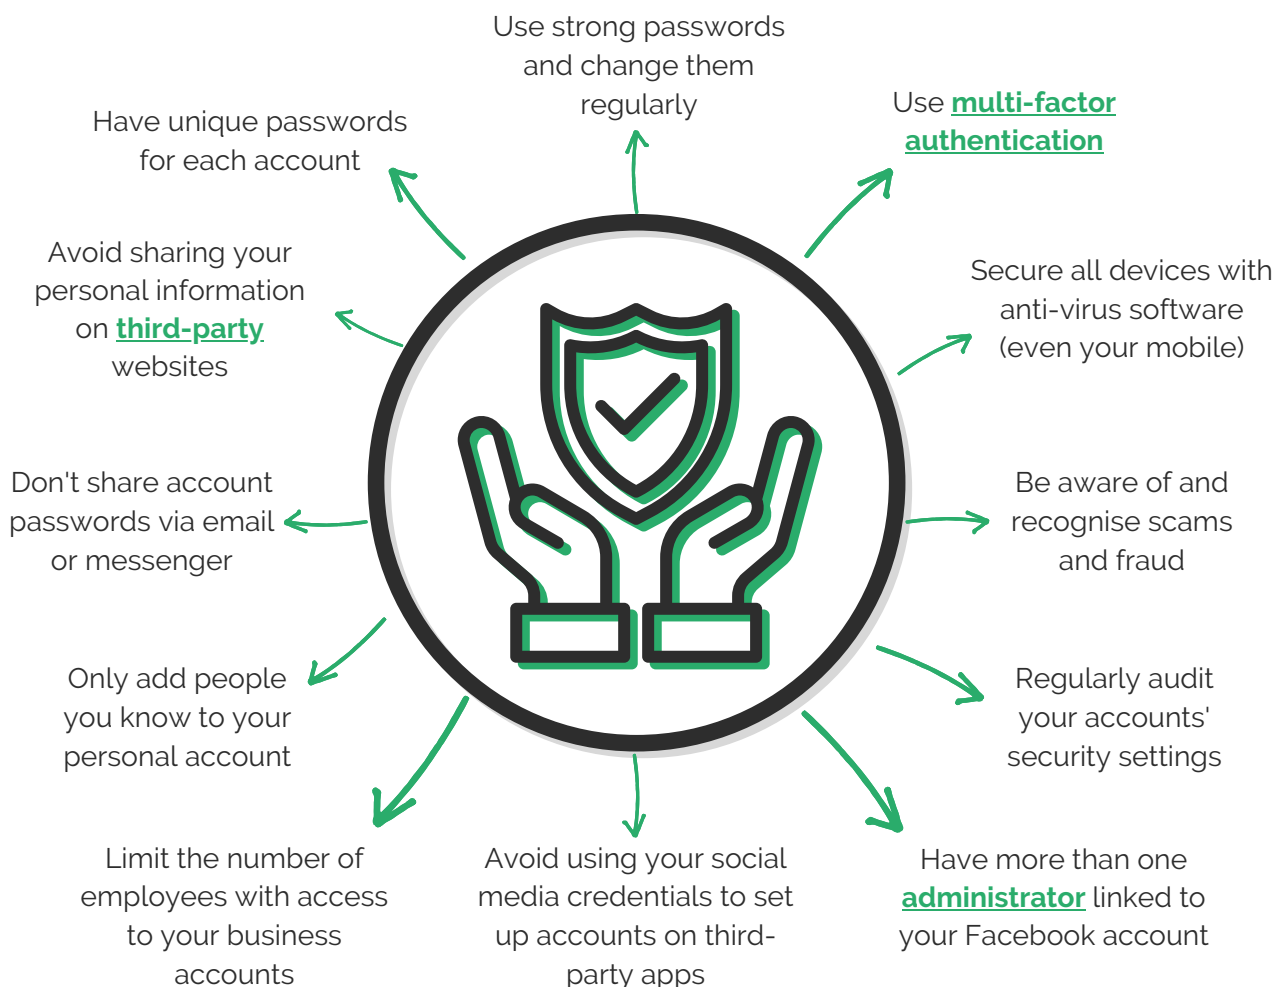 Use strong passwords
and change them
regularly
Use multi-factor
authentication
Have unique passwords
for each account
Avoid sharing your
personal information
on third-party
websites
Secure all devices with
anti-virus software
(even your mobile)
Don't share account
passwords via email
or messenger
Be aware of and
recognise scams
and fraud
Only add people
you know to your
personal account
Regularly audit
your accounts'
security settings
Limit the number of
employees with access
to your business
accounts
Avoid using your social
media credentials to set
up accounts on third-
party apps
Have more than one
administrator linked to
your Facebook account